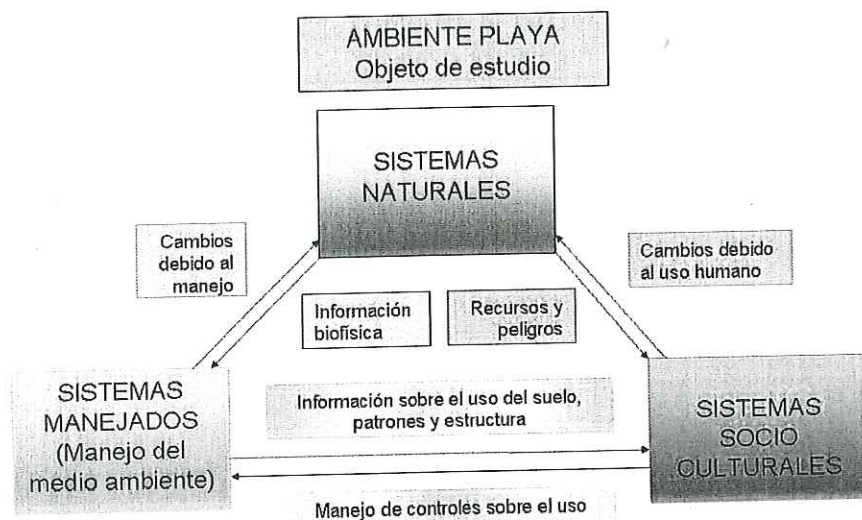 AMBIENTE PLAYA
Objeto de estudio
SISTEMAS
NATURALES
Cambios
debido al
manejo
Cambios debido
al uso humano
Información
biofísica
Recursos y
peligros
SISTEMAS
MANEJADOS
(Manejo del
medio ambiente)
Información sobre el uso del suelo,
patrones y estructura
SISTEMAS
SOCIO
CULTURALES
Manejo de controles sobre el uso